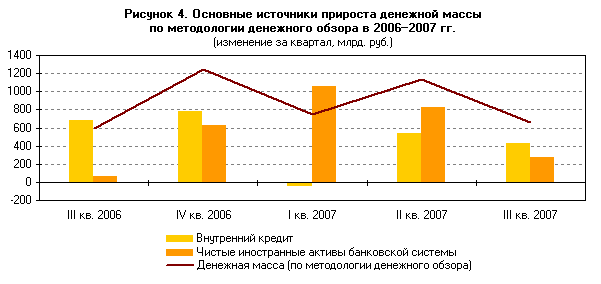 Рисунок 4. Основные источники прироста денежной массы
по методологии денежного обзора в 2006–2007 гг.
(изменение за квартал, млрд. руб.)
1400
1200
1000
800
600
400
200
0
-200
III кв. 2006 IV кв. 2006 I кв. 2007 II кв. 2007 III кв. 2007
Внутренний кредит
Чистые иностранные активы банковской системы
Денежная масса (по методологии денежного обзора)